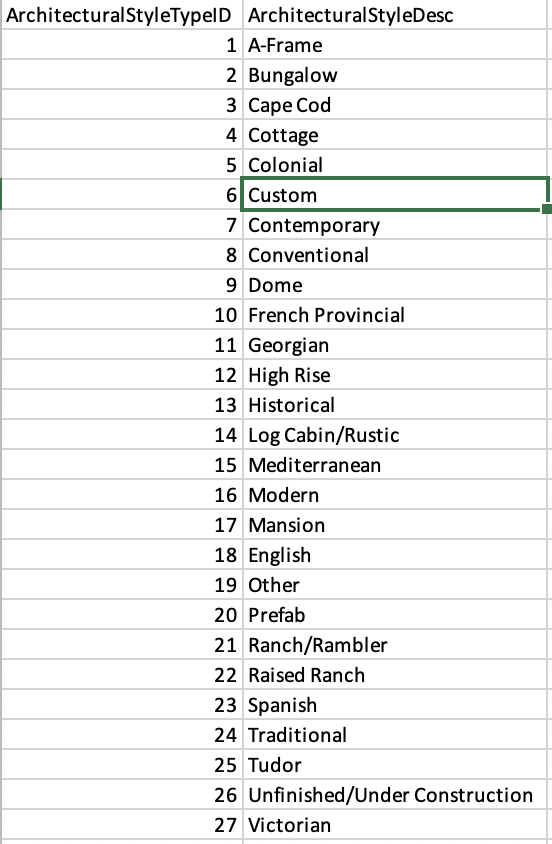 ArchitecturalStyleTypeID ArchitecturalStyleDesc
1 A-Frame
2 Bungalow
3 Cape Cod
4 Cottage
5 Colonial
6 Custom
7 Contemporary
8 Conventional
9 Dome
10 French Provincial
11 Georgian
12 High Rise
13 Historical
14 Log Cabin/Rustic
15 Mediterranean
16 Modern
17 Mansion
18 English
19 Other
20 Prefab
21 Ranch/Rambler
22 Raised Ranch
23 Spanish
24 Traditional
25 Tudor
26 Unfinished/Under Construction
27 Victorian